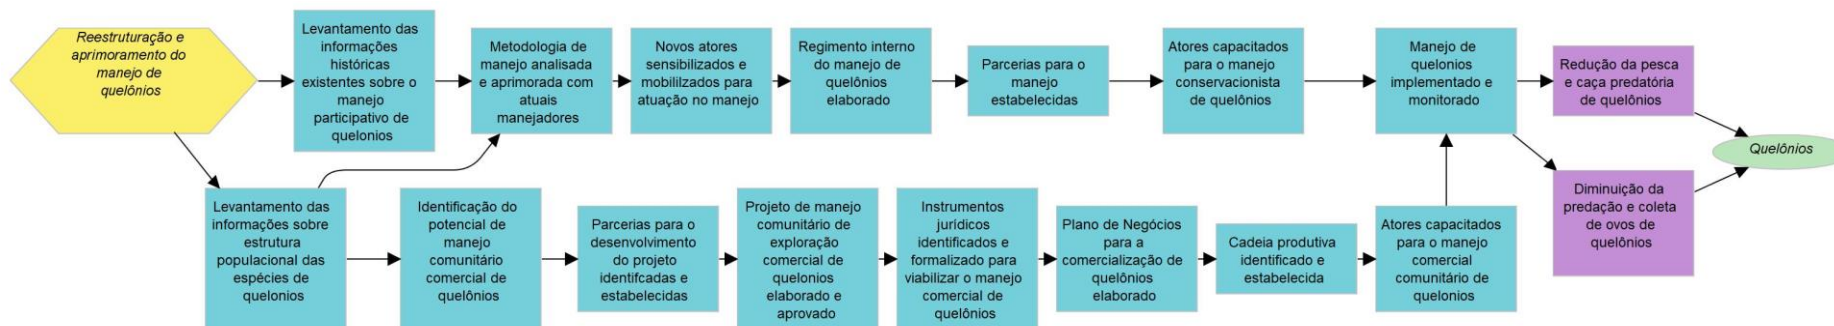 Reestruturação e
aprimoramento do
manejo de
quelônios
Levantamento das
informações
históricas
existentes sobre o
manejo
participativo de
quelonios
Metodologia de
manejo analisada
e aprimorada com
atuais
manejadores
Novos atores
sensibilizados e
mobililzados para
atuação no manejo
Regimento interno
do manejo de
quelônios
elaborado
Parcerias para o
manejo
estabelecidas
Atores capacitados
para o manejo
conservacionista
de quelônios
Manejo de
quelonios
implementado e
monitorado
Redução da pesca
e caça predatória
de quelônios
Quelônios
Diminuição da
predação e coleta
de ovos de
quelônios
Levantamento das
informações sobre
estrutura
populacional das
espécies de
quelonios
Identificação do
potencial de
manejo
comunitário
comercial de
quelônios
Parcerias para o
desenvolvimento
do projeto
identifcadas e
estabelecidas
Projeto de manejo
comunitário de
exploração
comercial de
quelonios
elaborado e
aprovado
Instrumentos
jurídicos
identificados e
formalizado para
viabilizar o manejo
comercial de
quelônios
Plano de Negócios
para a
comercialização de
quelônios
elaborado
Cadeia produtiva
identificado e
estabelecida
Atores capacitados
para o manejo
comercial
comunitário de
quelonios